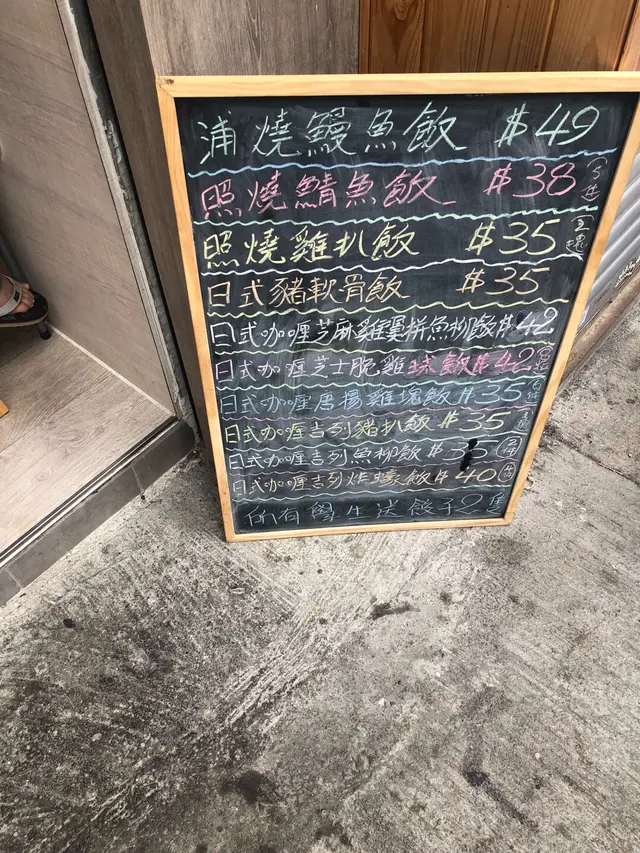 浦燒鰻魚飯 $49
照燒鯖魚飯 $38
照燒雞扒飯 $35
日式豬軟骨飯 $35
日式咖喱芝麻雞翼拼魚柳飯 $42
日式咖喱芝士脆雞球飯 $42
日式咖喱唐揚雞塊飯 $35
日式咖喱吉列豬扒飯 $35
日式咖喱吉列魚柳飯 $35 2件
日式咖喱吉列炸蠔飯 $40
所有學生送餃子2隻